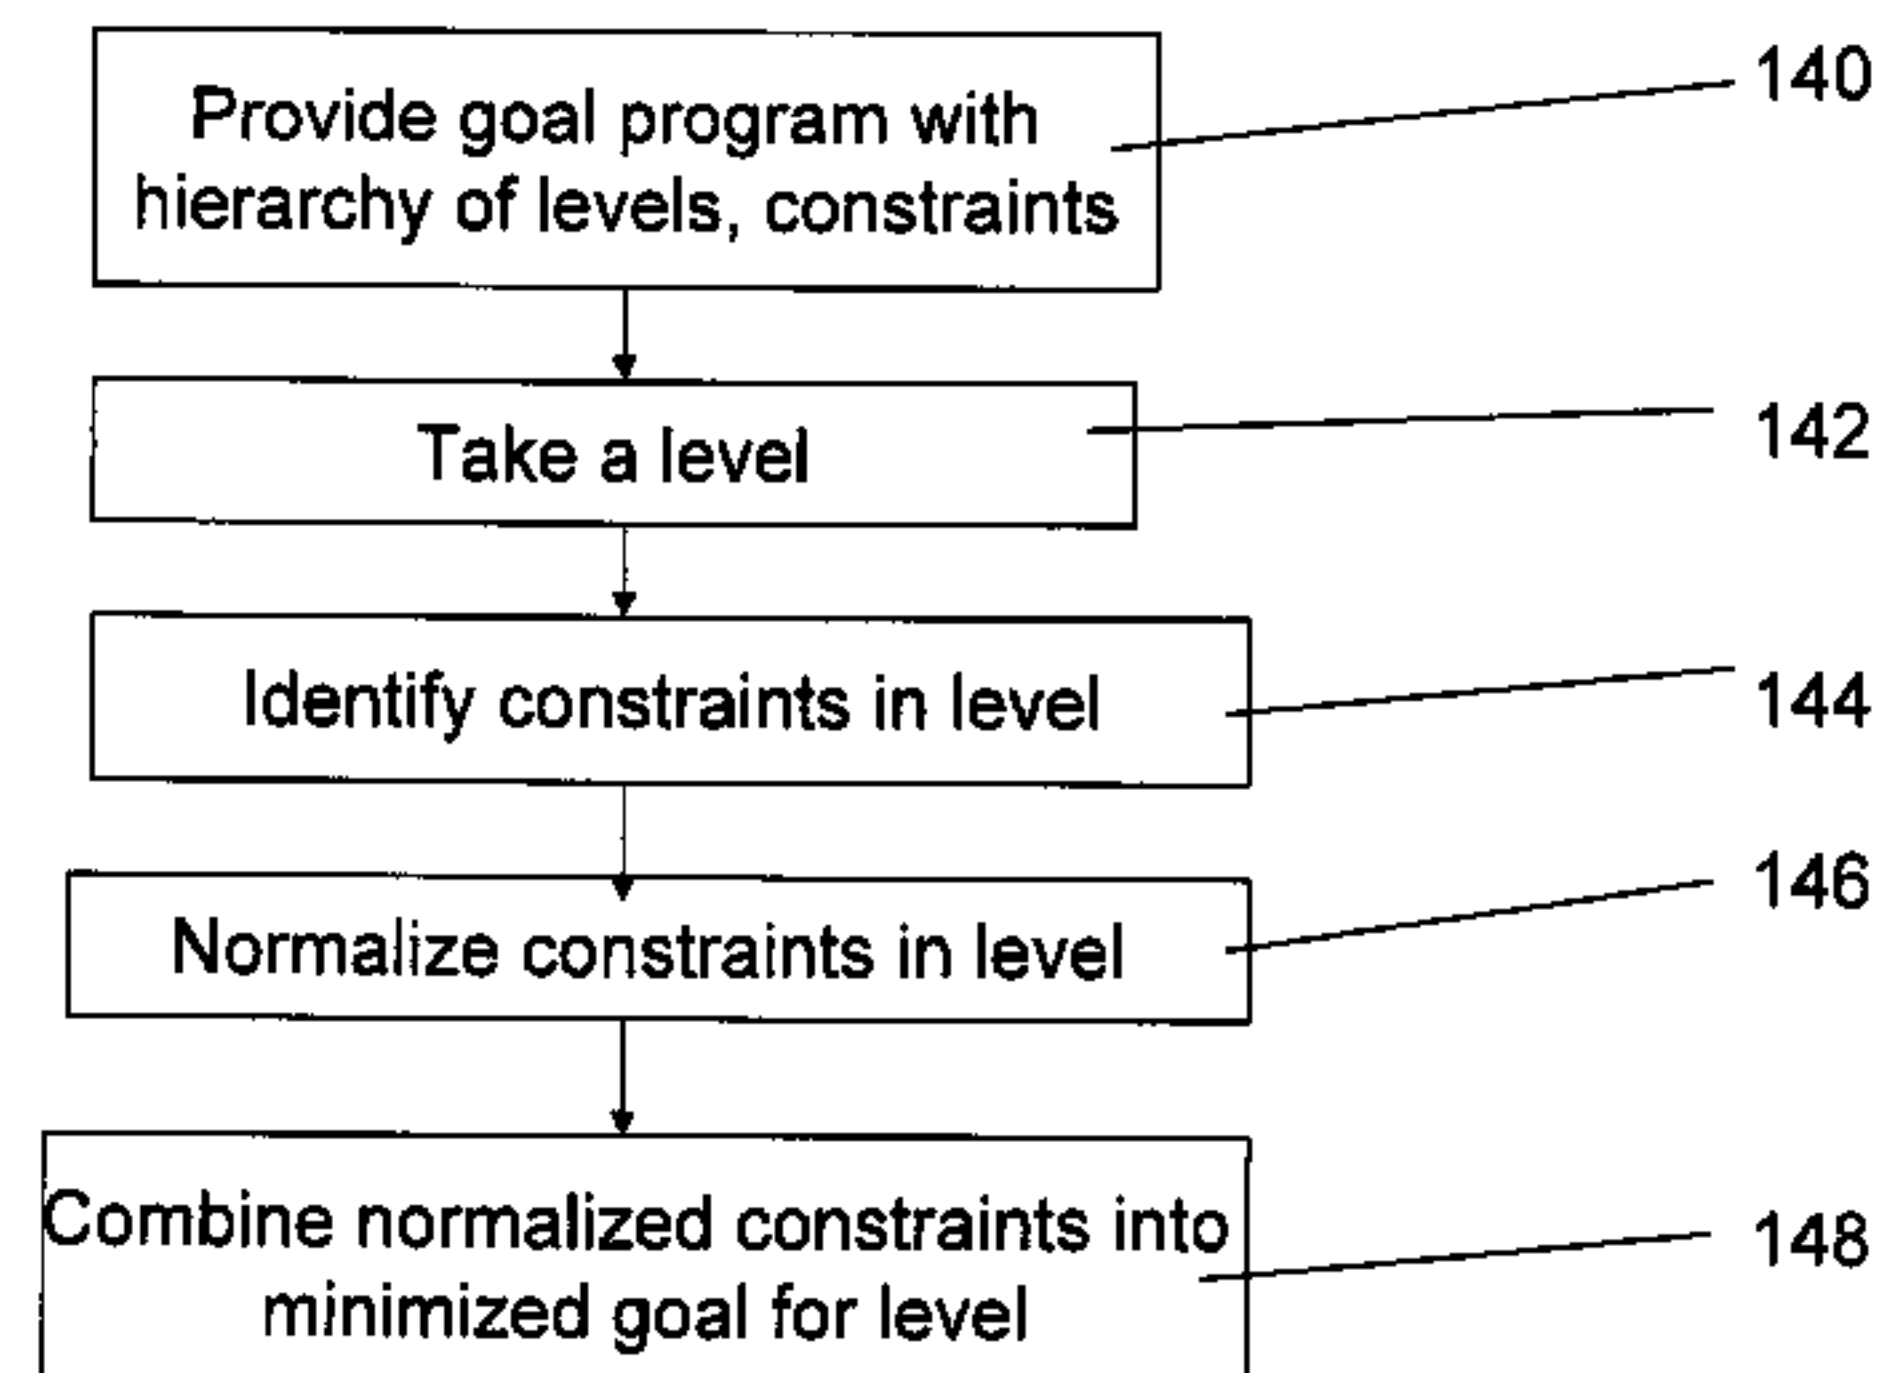 140
Provide goal program with
hierarchy of levels, constraints
142
Take a level
144
Identify constraints in level
146
Normalize constraints in level
148
Combine normalized constraints into
minimized goal for level